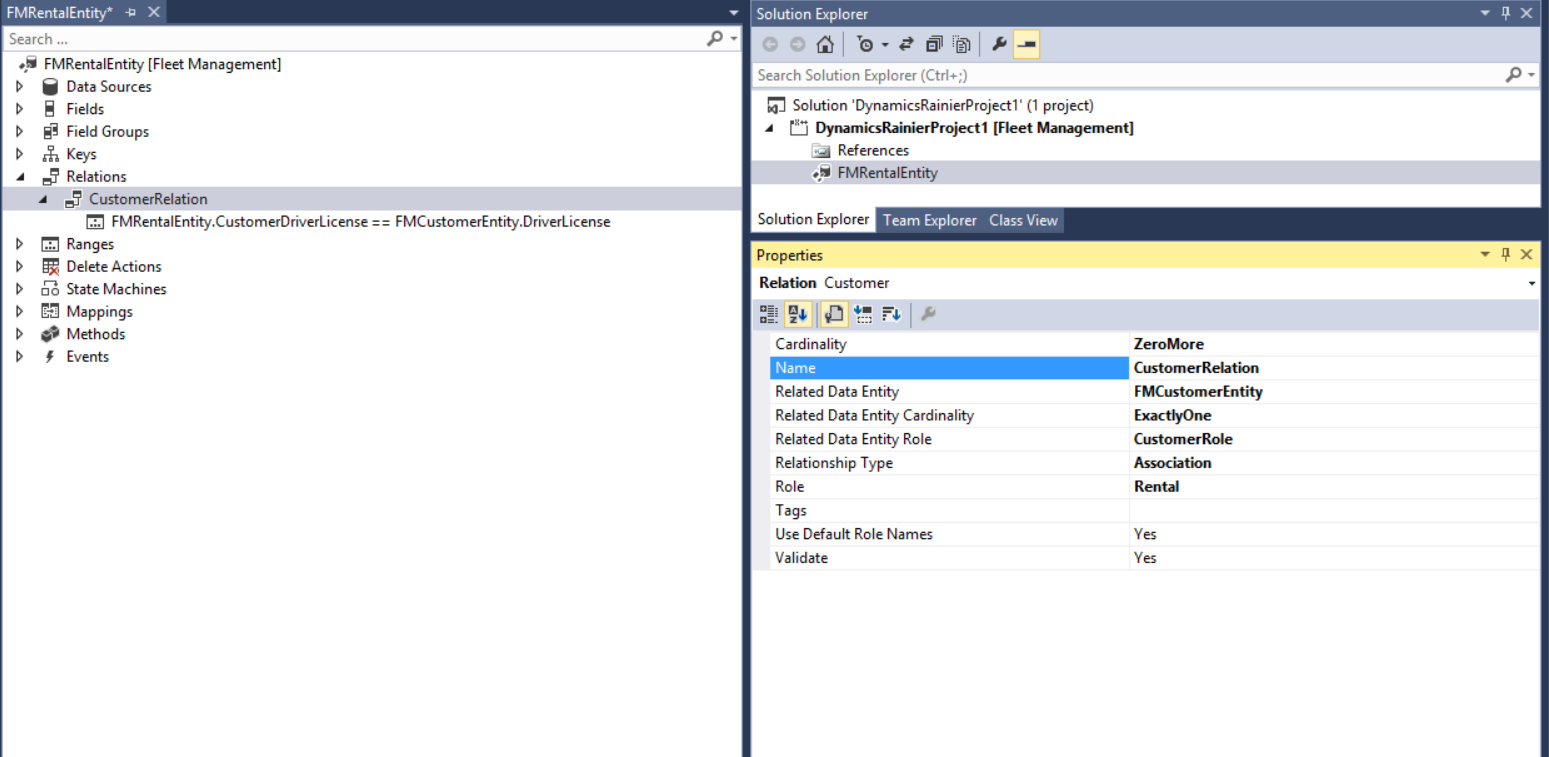 FMRentalEntity*
Search ...
FMRentalEntity [Fleet Management]
Data Sources
Fields
Field Groups
Keys
Relations
CustomerRelation
FMRentalEntity.CustomerDriverLicense == FMCustomerEntity.DriverLicense
Ranges
Delete Actions
State Machines
Mappings
Methods
Events
Solution Explorer
Search Solution Explorer (Ctrl+;)
Solution 'DynamicsRainierProject1' (1 project)
DynamicsRainierProject1 [Fleet Management]
References
FMRentalEntity
Solution Explorer Team Explorer Class View
Properties
Relation Customer
Cardinality ZeroMore
Name CustomerRelation
Related Data Entity FMCustomerEntity
Related Data Entity Cardinality ExactlyOne
Related Data Entity Role CustomerRole
Relationship Type Association
Role Rental
Tags
Use Default Role Names Yes
Validate Yes